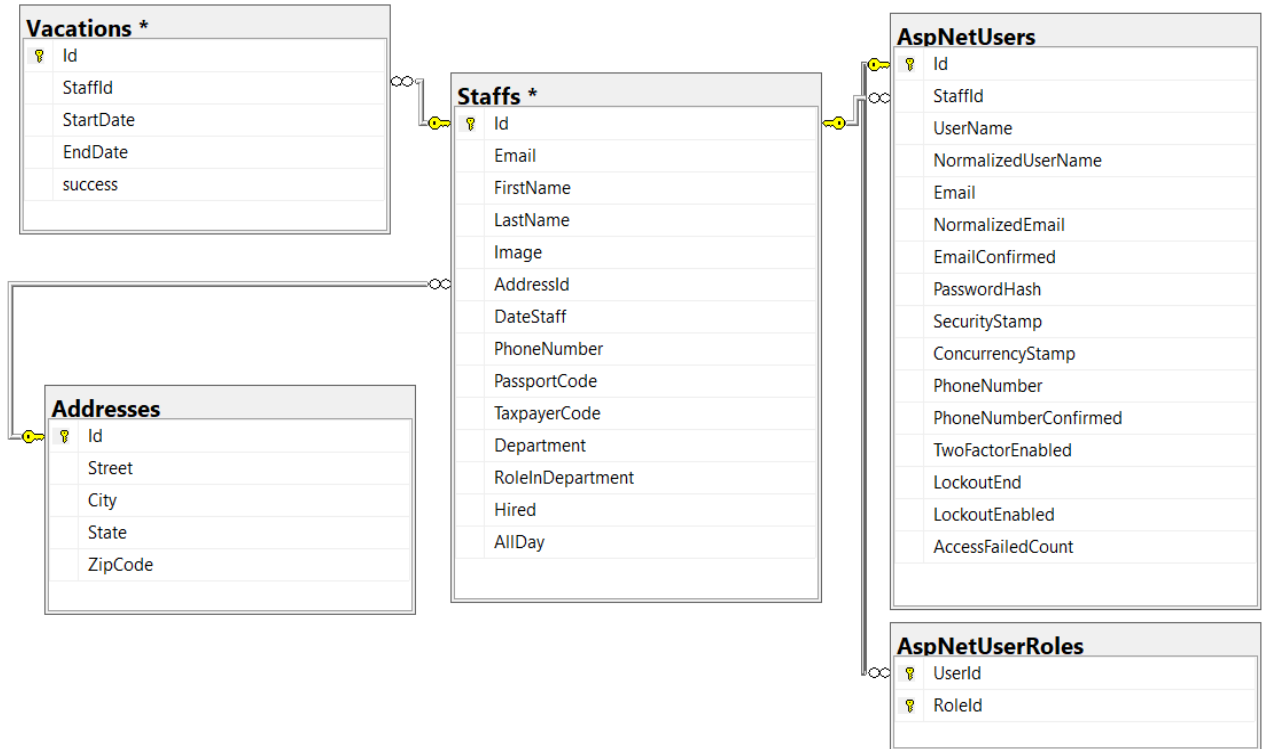 Vacations *
Id
StaffId
StartDate
EndDate
success
Staffs *
Id
Email
FirstName
LastName
Image
AddressId
DateStaff
PhoneNumber
PassportCode
TaxpayerCode
Department
RoleInDepartment
Hired
AllDay
Addresses
Id
Street
City
State
ZipCode
AspNetUsers
Id
StaffId
UserName
NormalizedUserName
Email
NormalizedEmail
EmailConfirmed
PasswordHash
SecurityStamp
ConcurrencyStamp
PhoneNumber
PhoneNumberConfirmed
TwoFactorEnabled
LockoutEnd
LockoutEnabled
AccessFailedCount
AspNetUserRoles
UserId
RoleId